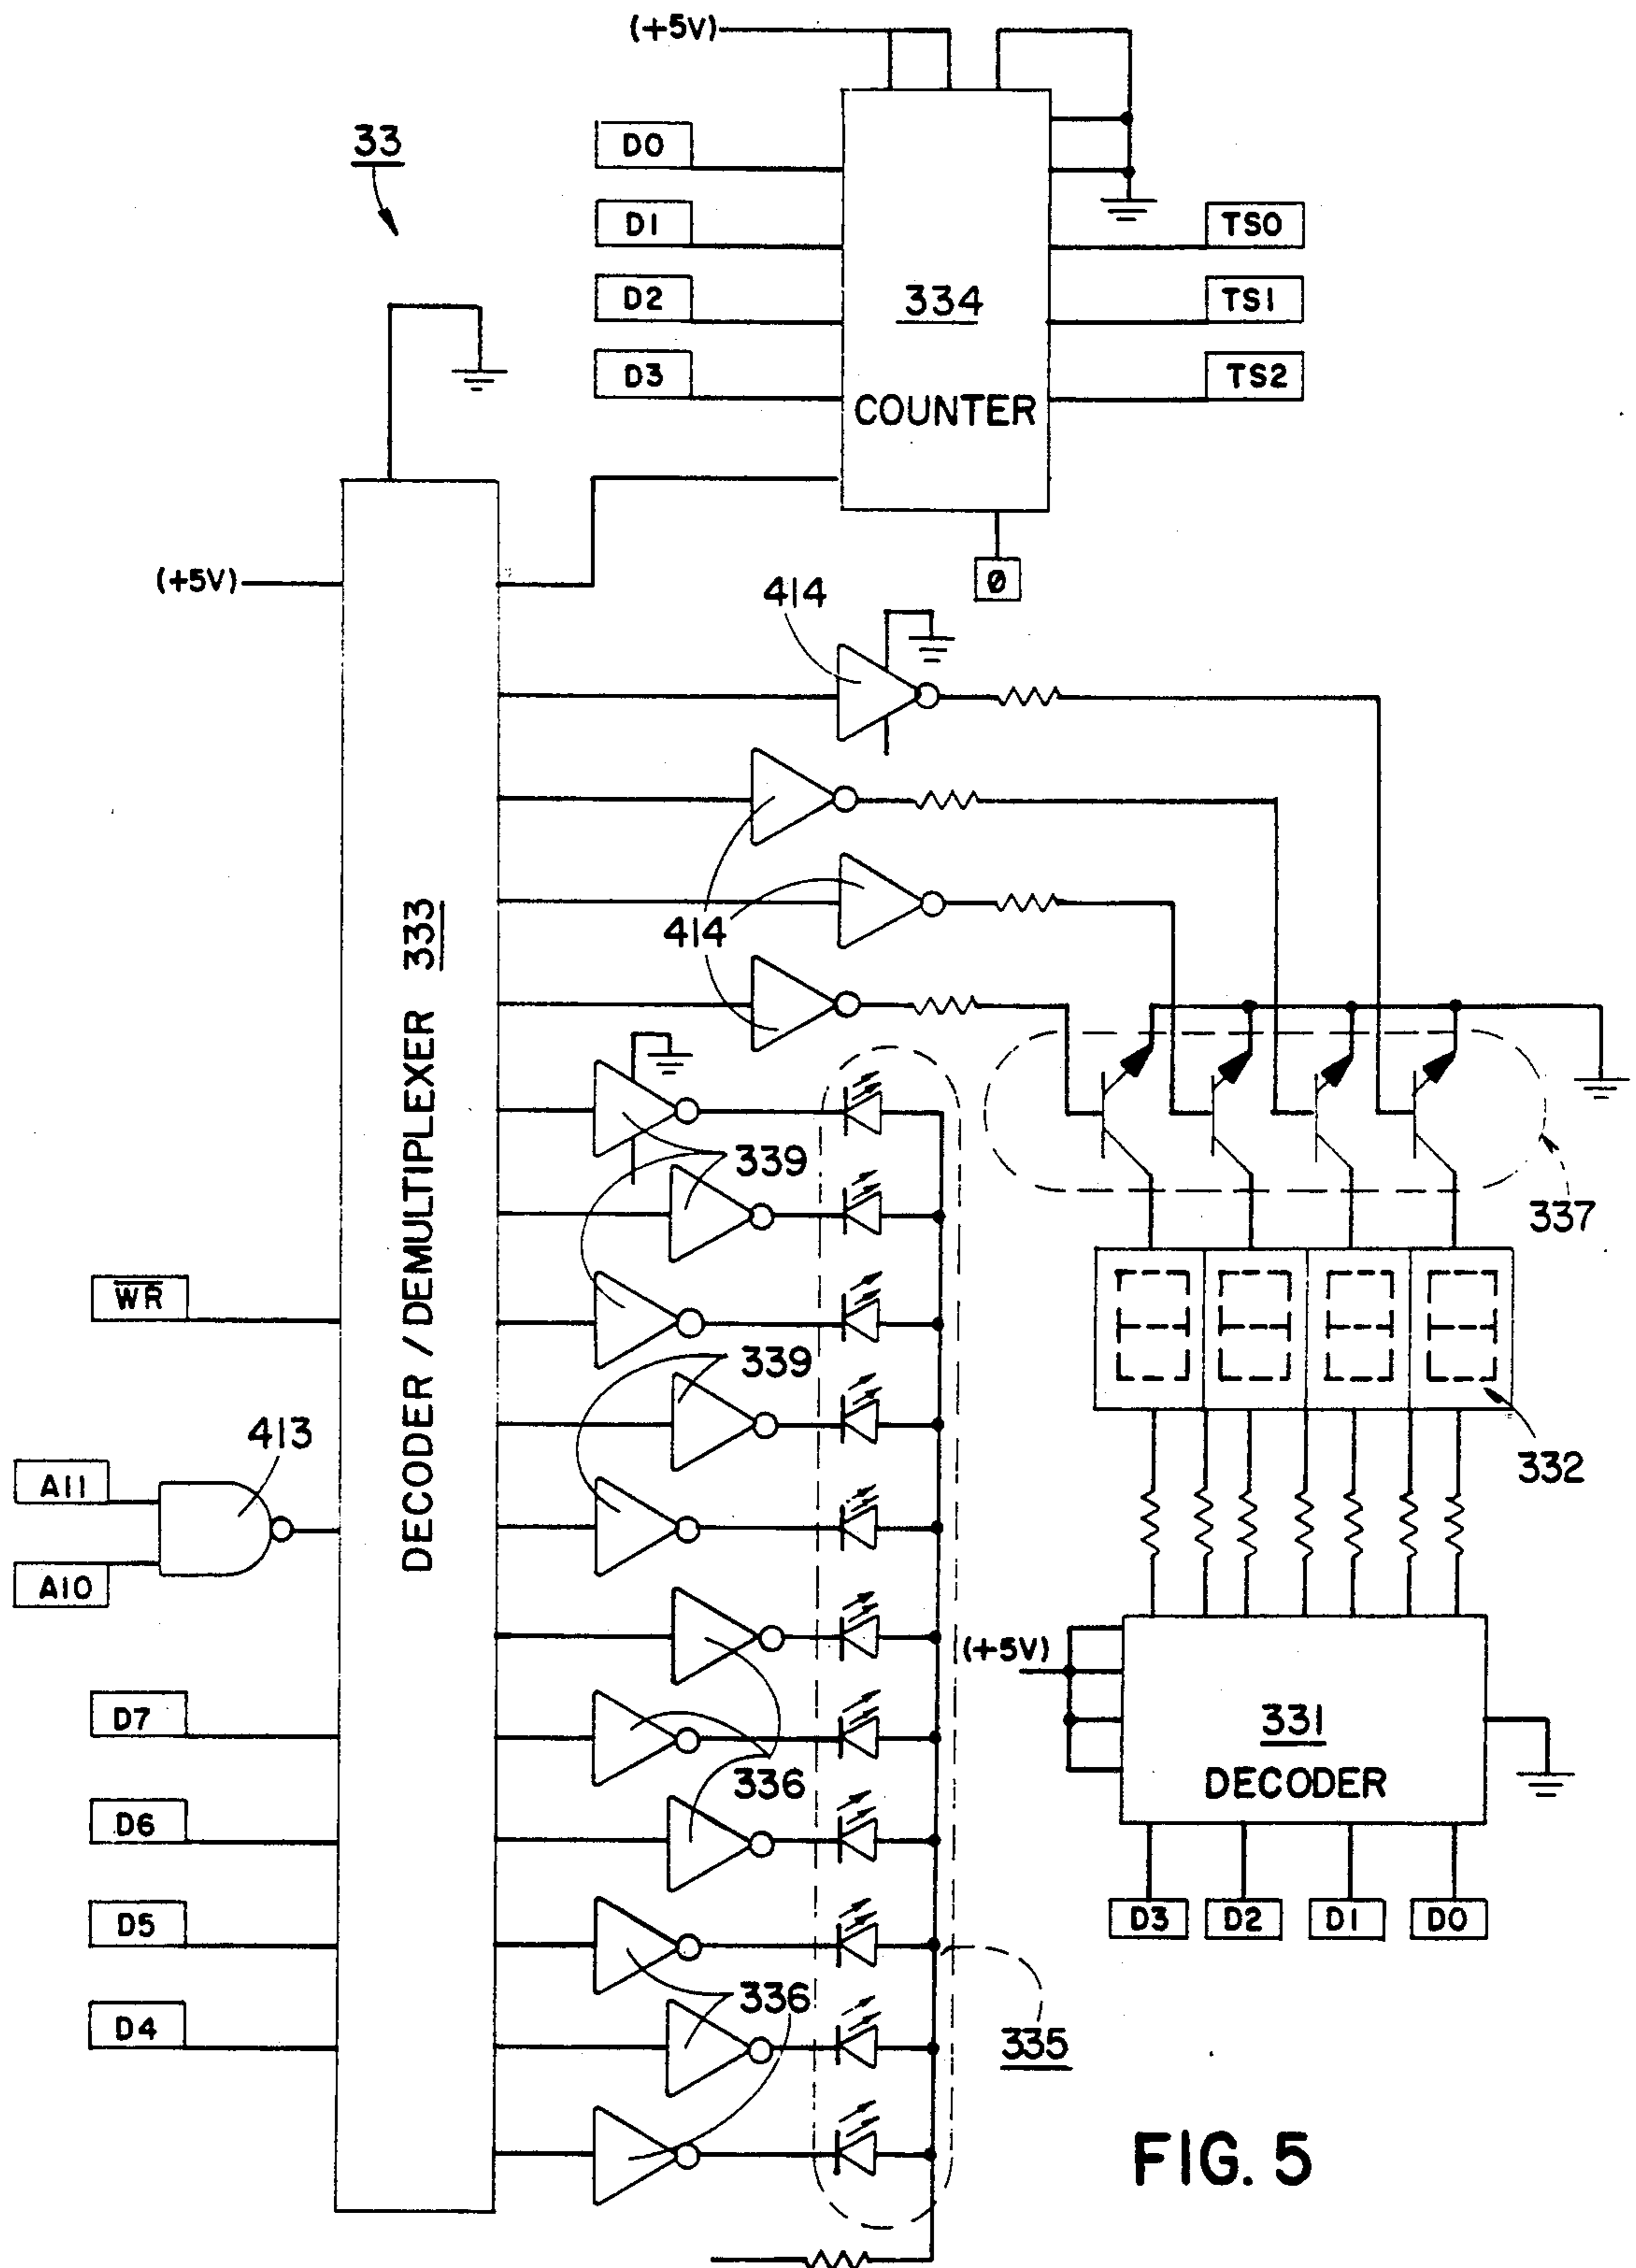 (+5V)
33
D0
D1
D2
D3
334
COUNTER
TS0
TS1
TS2
(+5V)
Ø
414
414
DECODER / DEMULTIPLEXER 333
339
337
WR
339
332
413
A11
A10
(+5V)
331
DECODER
D7
336
D6
D5
D3 D2 D1 D0
D4
336
335
FIG. 5